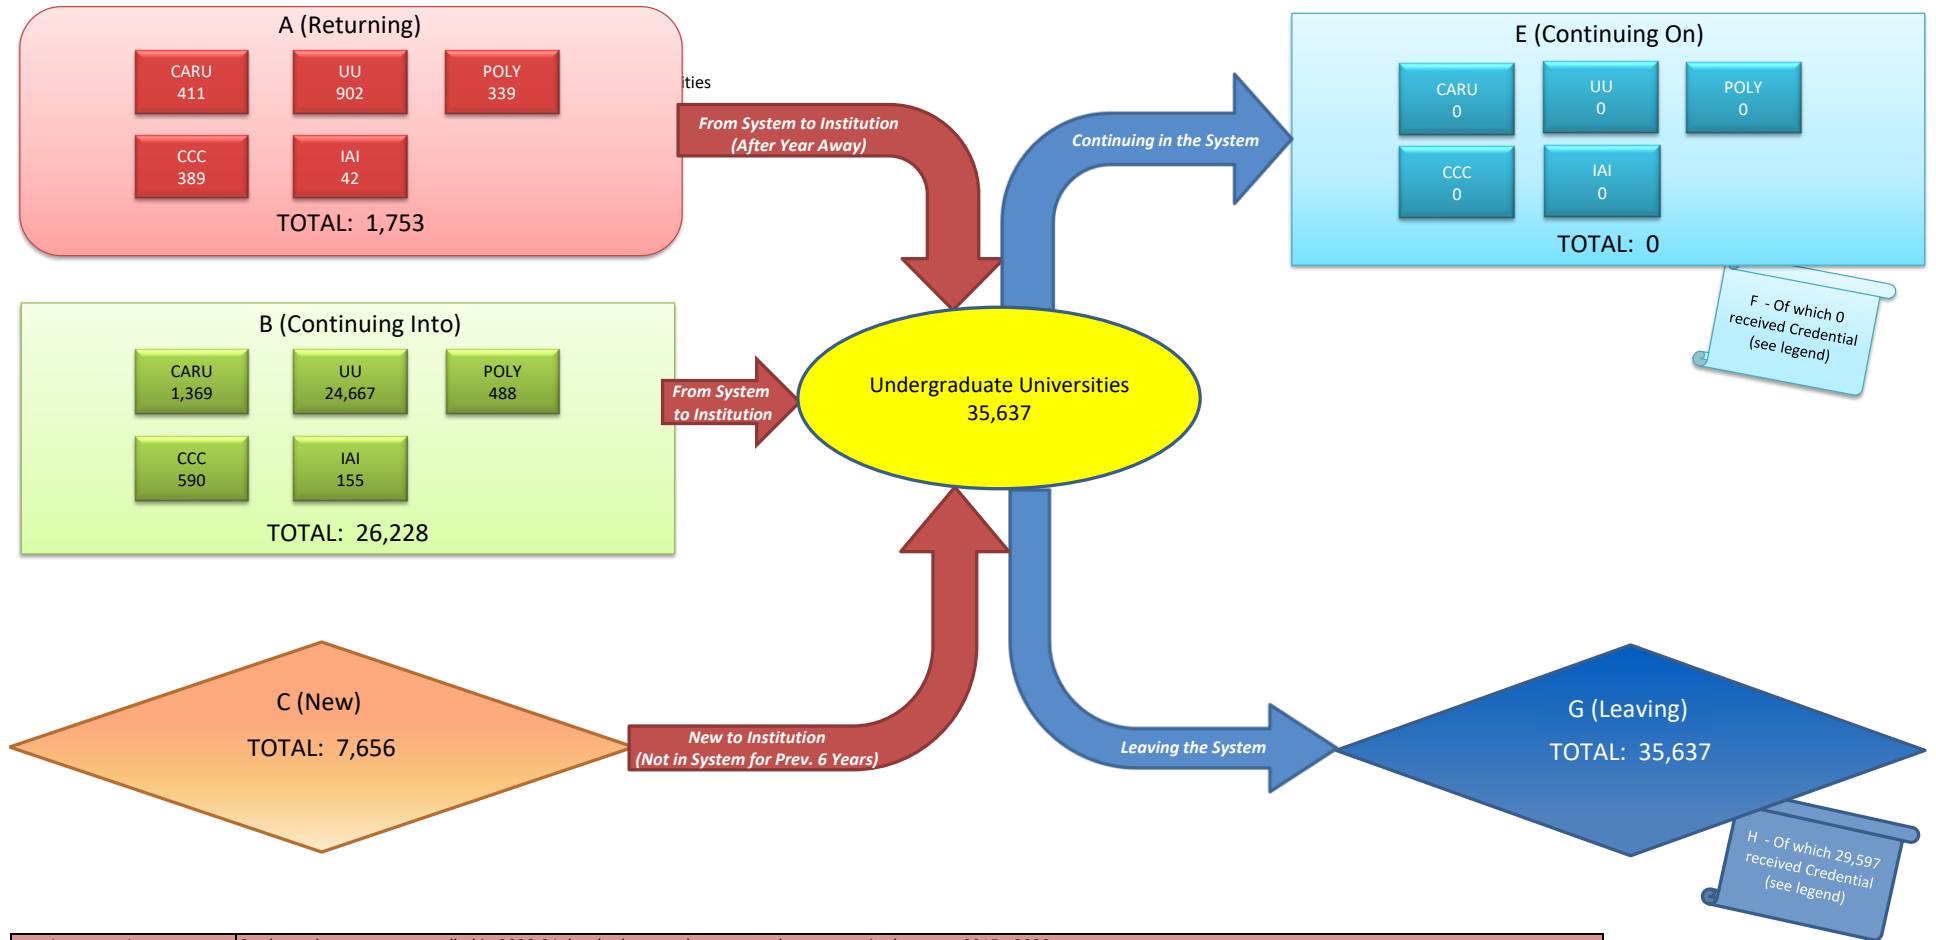 A (Returning)
CARU
411
UU
902
POLY
339
CCC
389
IAI
42
TOTAL: 1,753
ities
From System to Institution
(After Year Away)
Continuing in the System
E (Continuing On)
CARU
0
UU
0
POLY
0
CCC
0
IAI
0
TOTAL: 0
F - Of which 0
received Credential
(see legend)
B (Continuing Into)
CARU
1,369
UU
24,667
POLY
488
CCC
590
IAI
155
TOTAL: 26,228
From System
to Institution
Undergraduate Universities
35,637
C (New)
TOTAL: 7,656
New to Institution
(Not in System for Prev. 6 Years)
Leaving the System
G (Leaving)
TOTAL: 35,637
H - Of which 29,597
received Credential
(see legend)